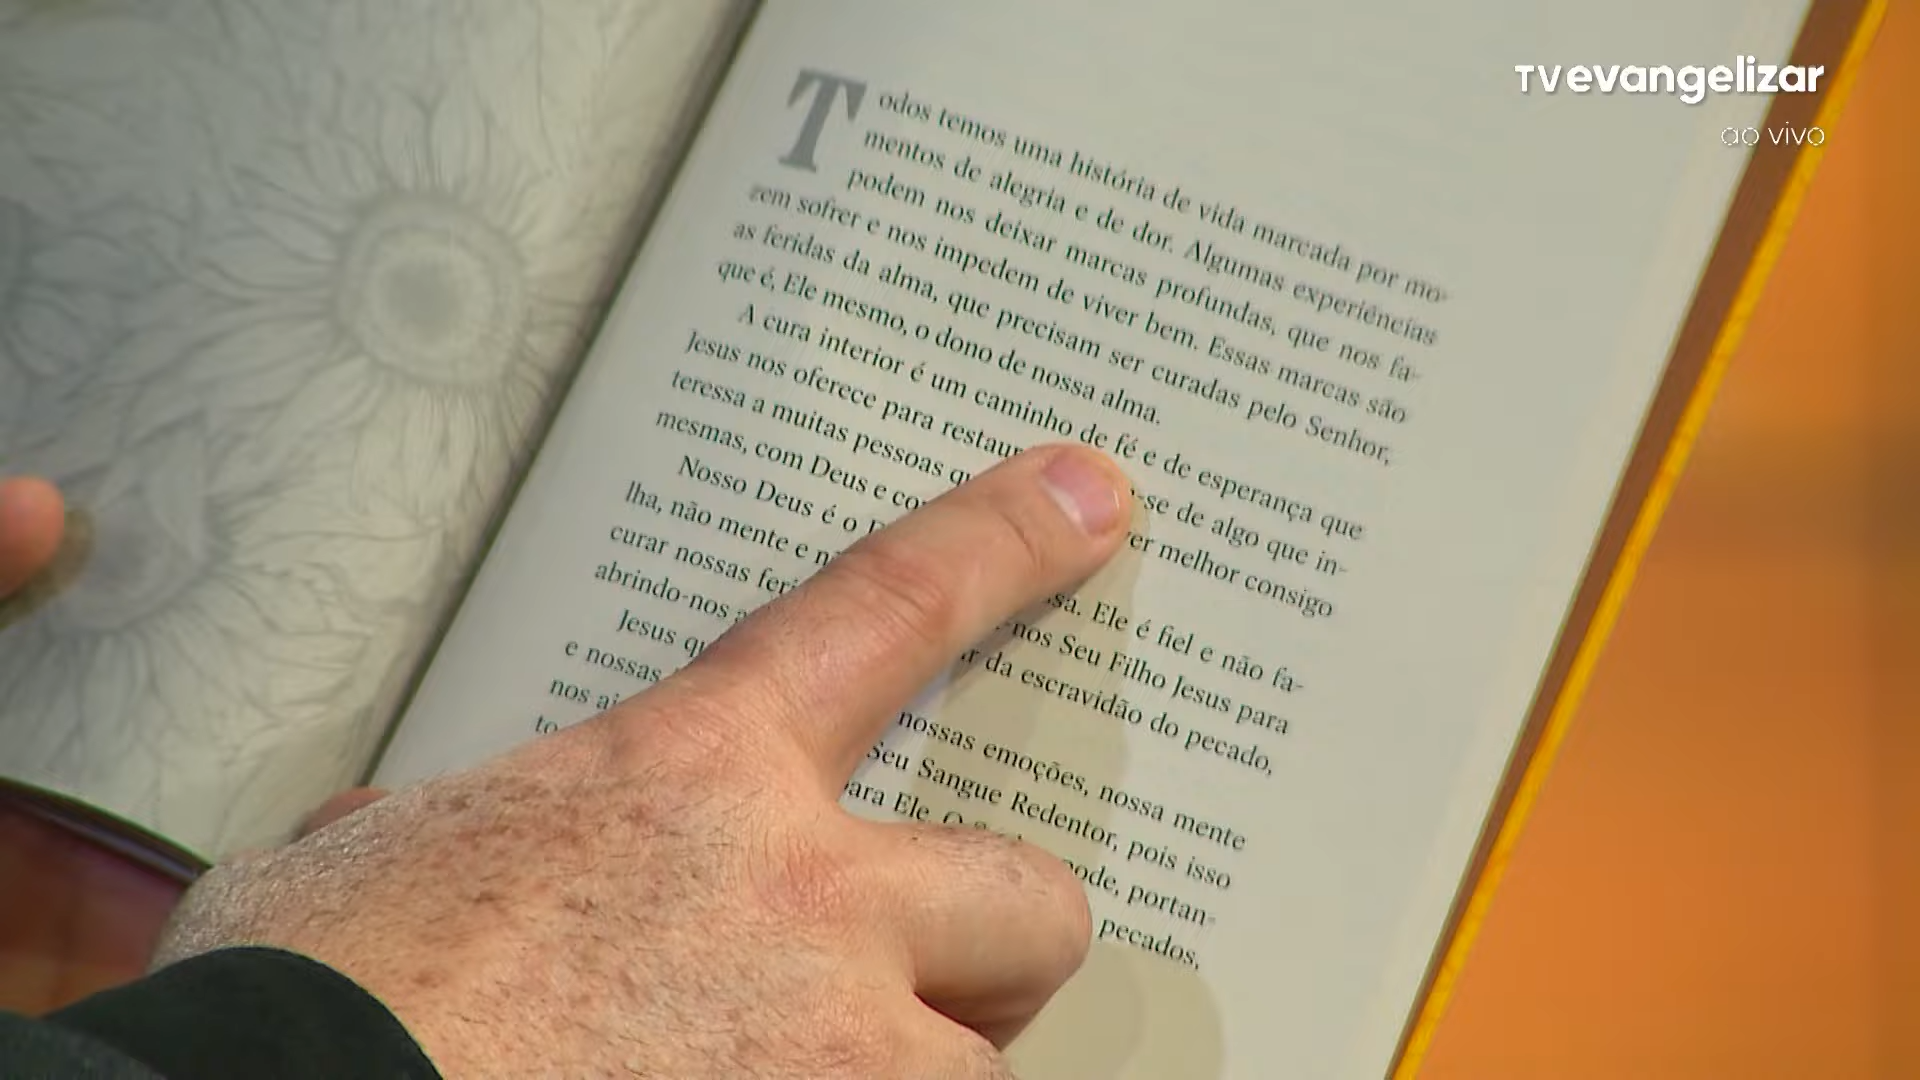 TVevangelizar
ao vivo
Todos temos uma história de vida marcada por mo-
mentos de alegria e de dor. Algumas experiências
podem nos deixar marcas profundas, que nos fa-
zem sofrer e nos impedem de viver bem. Essas marcas são
as feridas da alma, que precisam ser curadas pelo Senhor,
que é, Ele mesmo, o dono de nossa alma.
A cura interior é um caminho de fé e de esperança que
Jesus nos oferece para -se de algo que in-
teressa a muitas pessoas ver melhor consigo
mesmas, com Deus e
Nosso Deus é o Ele é fiel e não fa-
lha, não mente e -nos Seu Filho Jesus para
curar nossas da escravidão do pecado,
abrindo-nos
Jesus nossas emoções, nossa mente
e nossas Seu Sangue Redentor, pois isso
nos para Ele. O pode, portan-
to pecados,